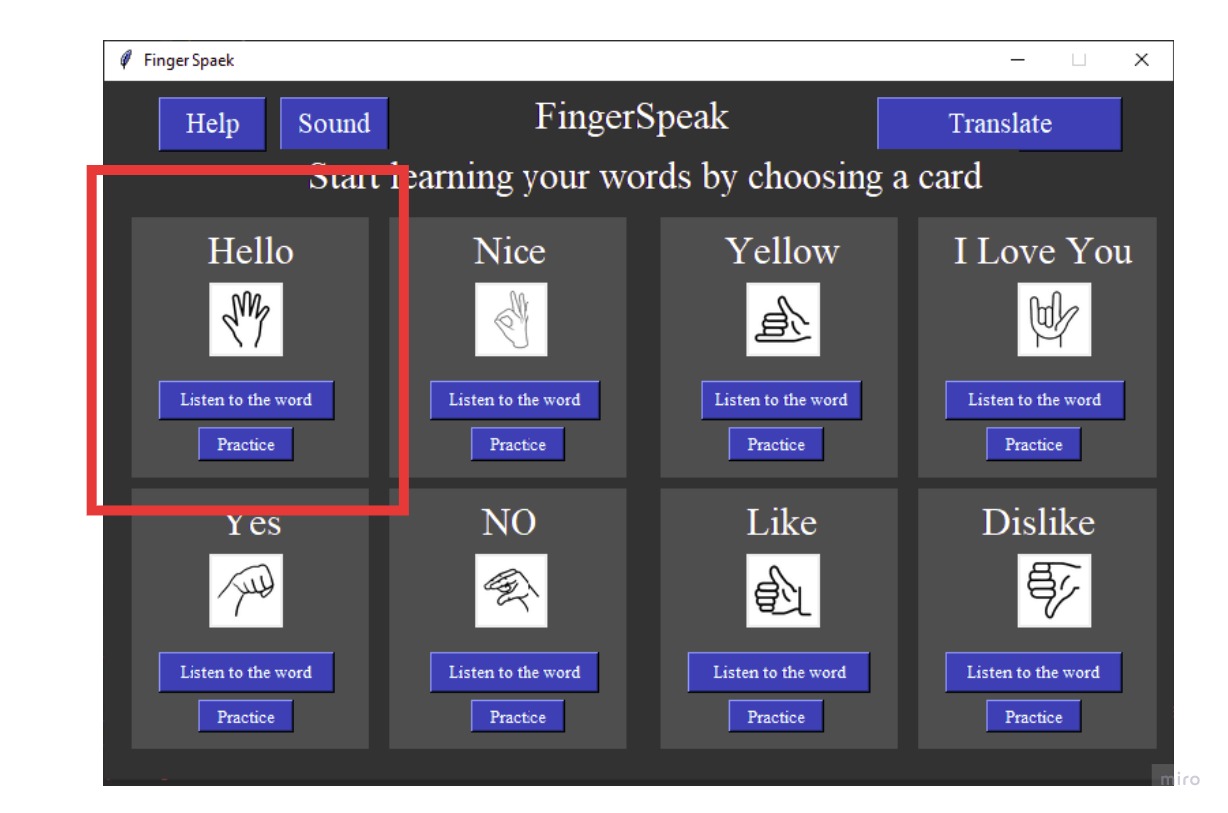 Finger Spaek
Help Sound FingerSpeak Translate
Start learning your words by choosing a card
Hello Nice Yellow I Love You
Listen to the word Listen to the word Listen to the word Listen to the word
Practice Practice Practice Practice
Yes NO Like Dislike
Listen to the word Listen to the word Listen to the word Listen to the word
Practice Practice Practice Practice
miro